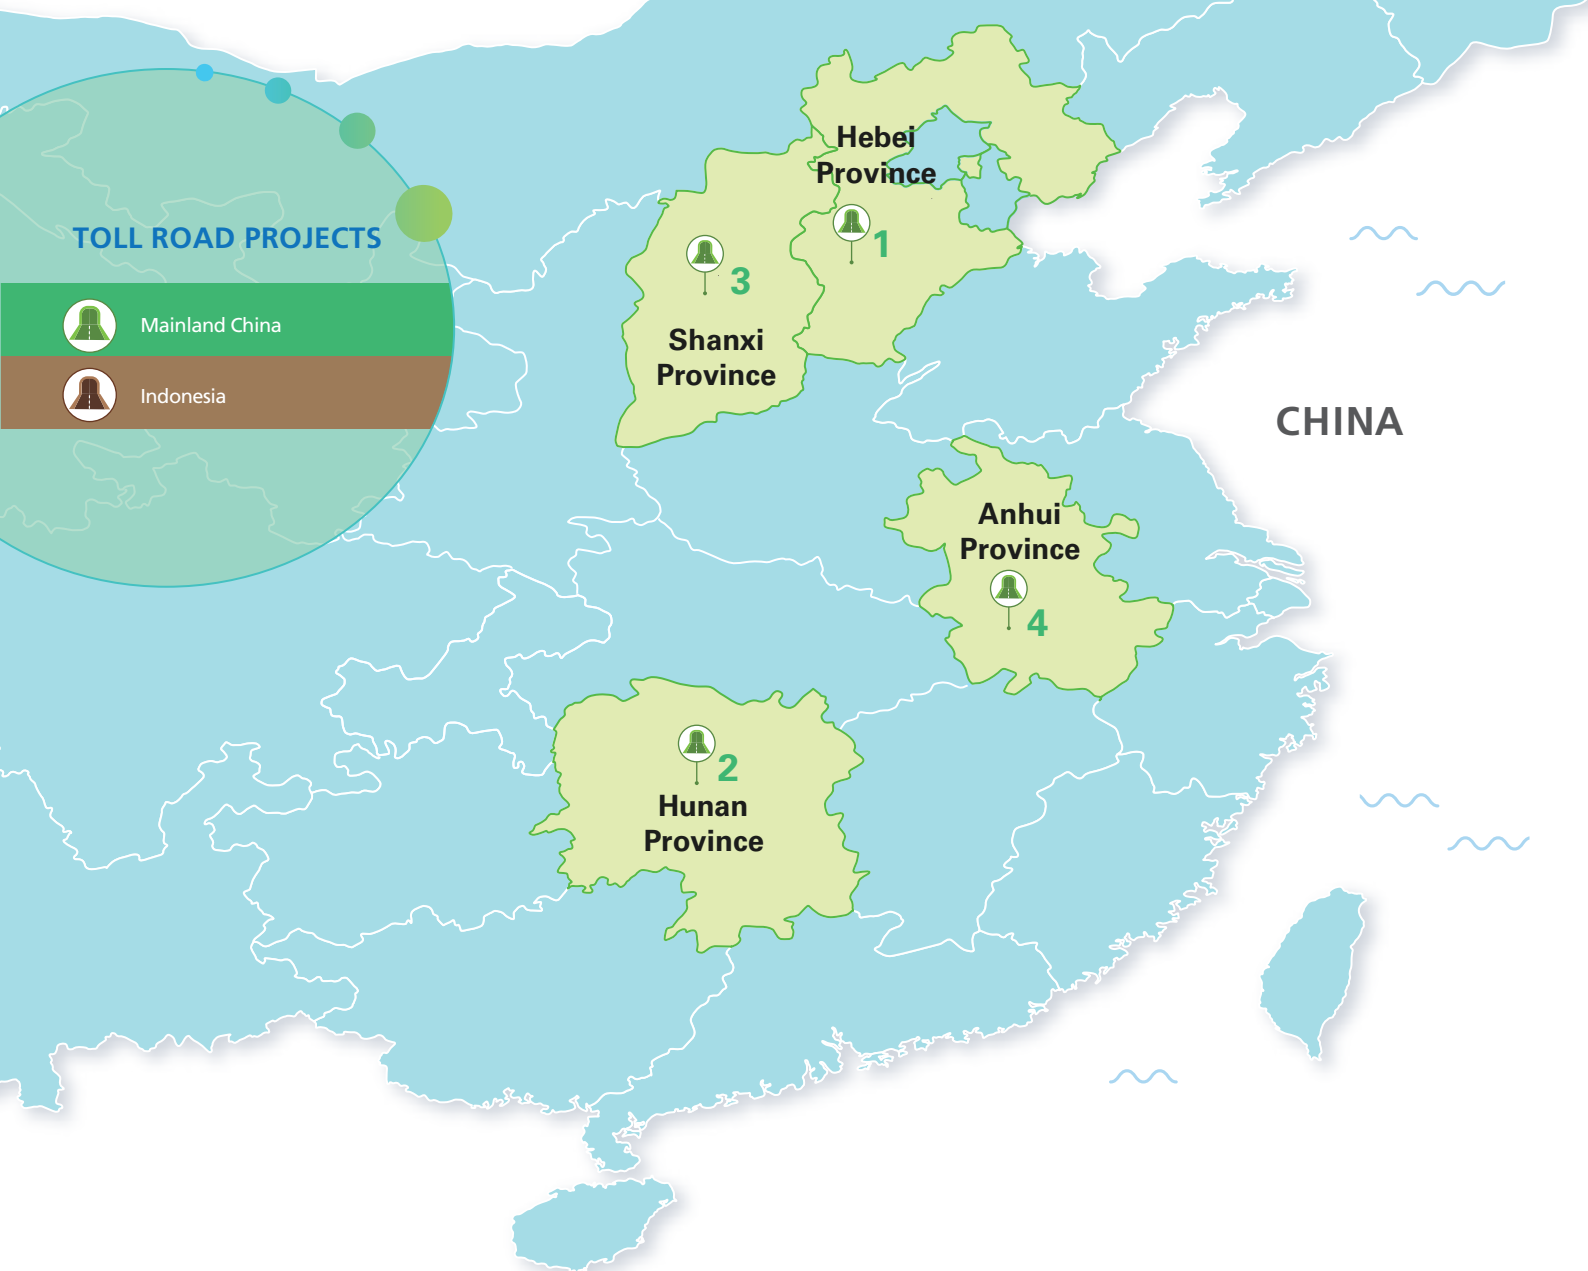 TOLL ROAD PROJECTS
Mainland China
Indonesia
Hebei
Province
1
3
Shanxi
Province
CHINA
Anhui
Province
4
2
Hunan
Province